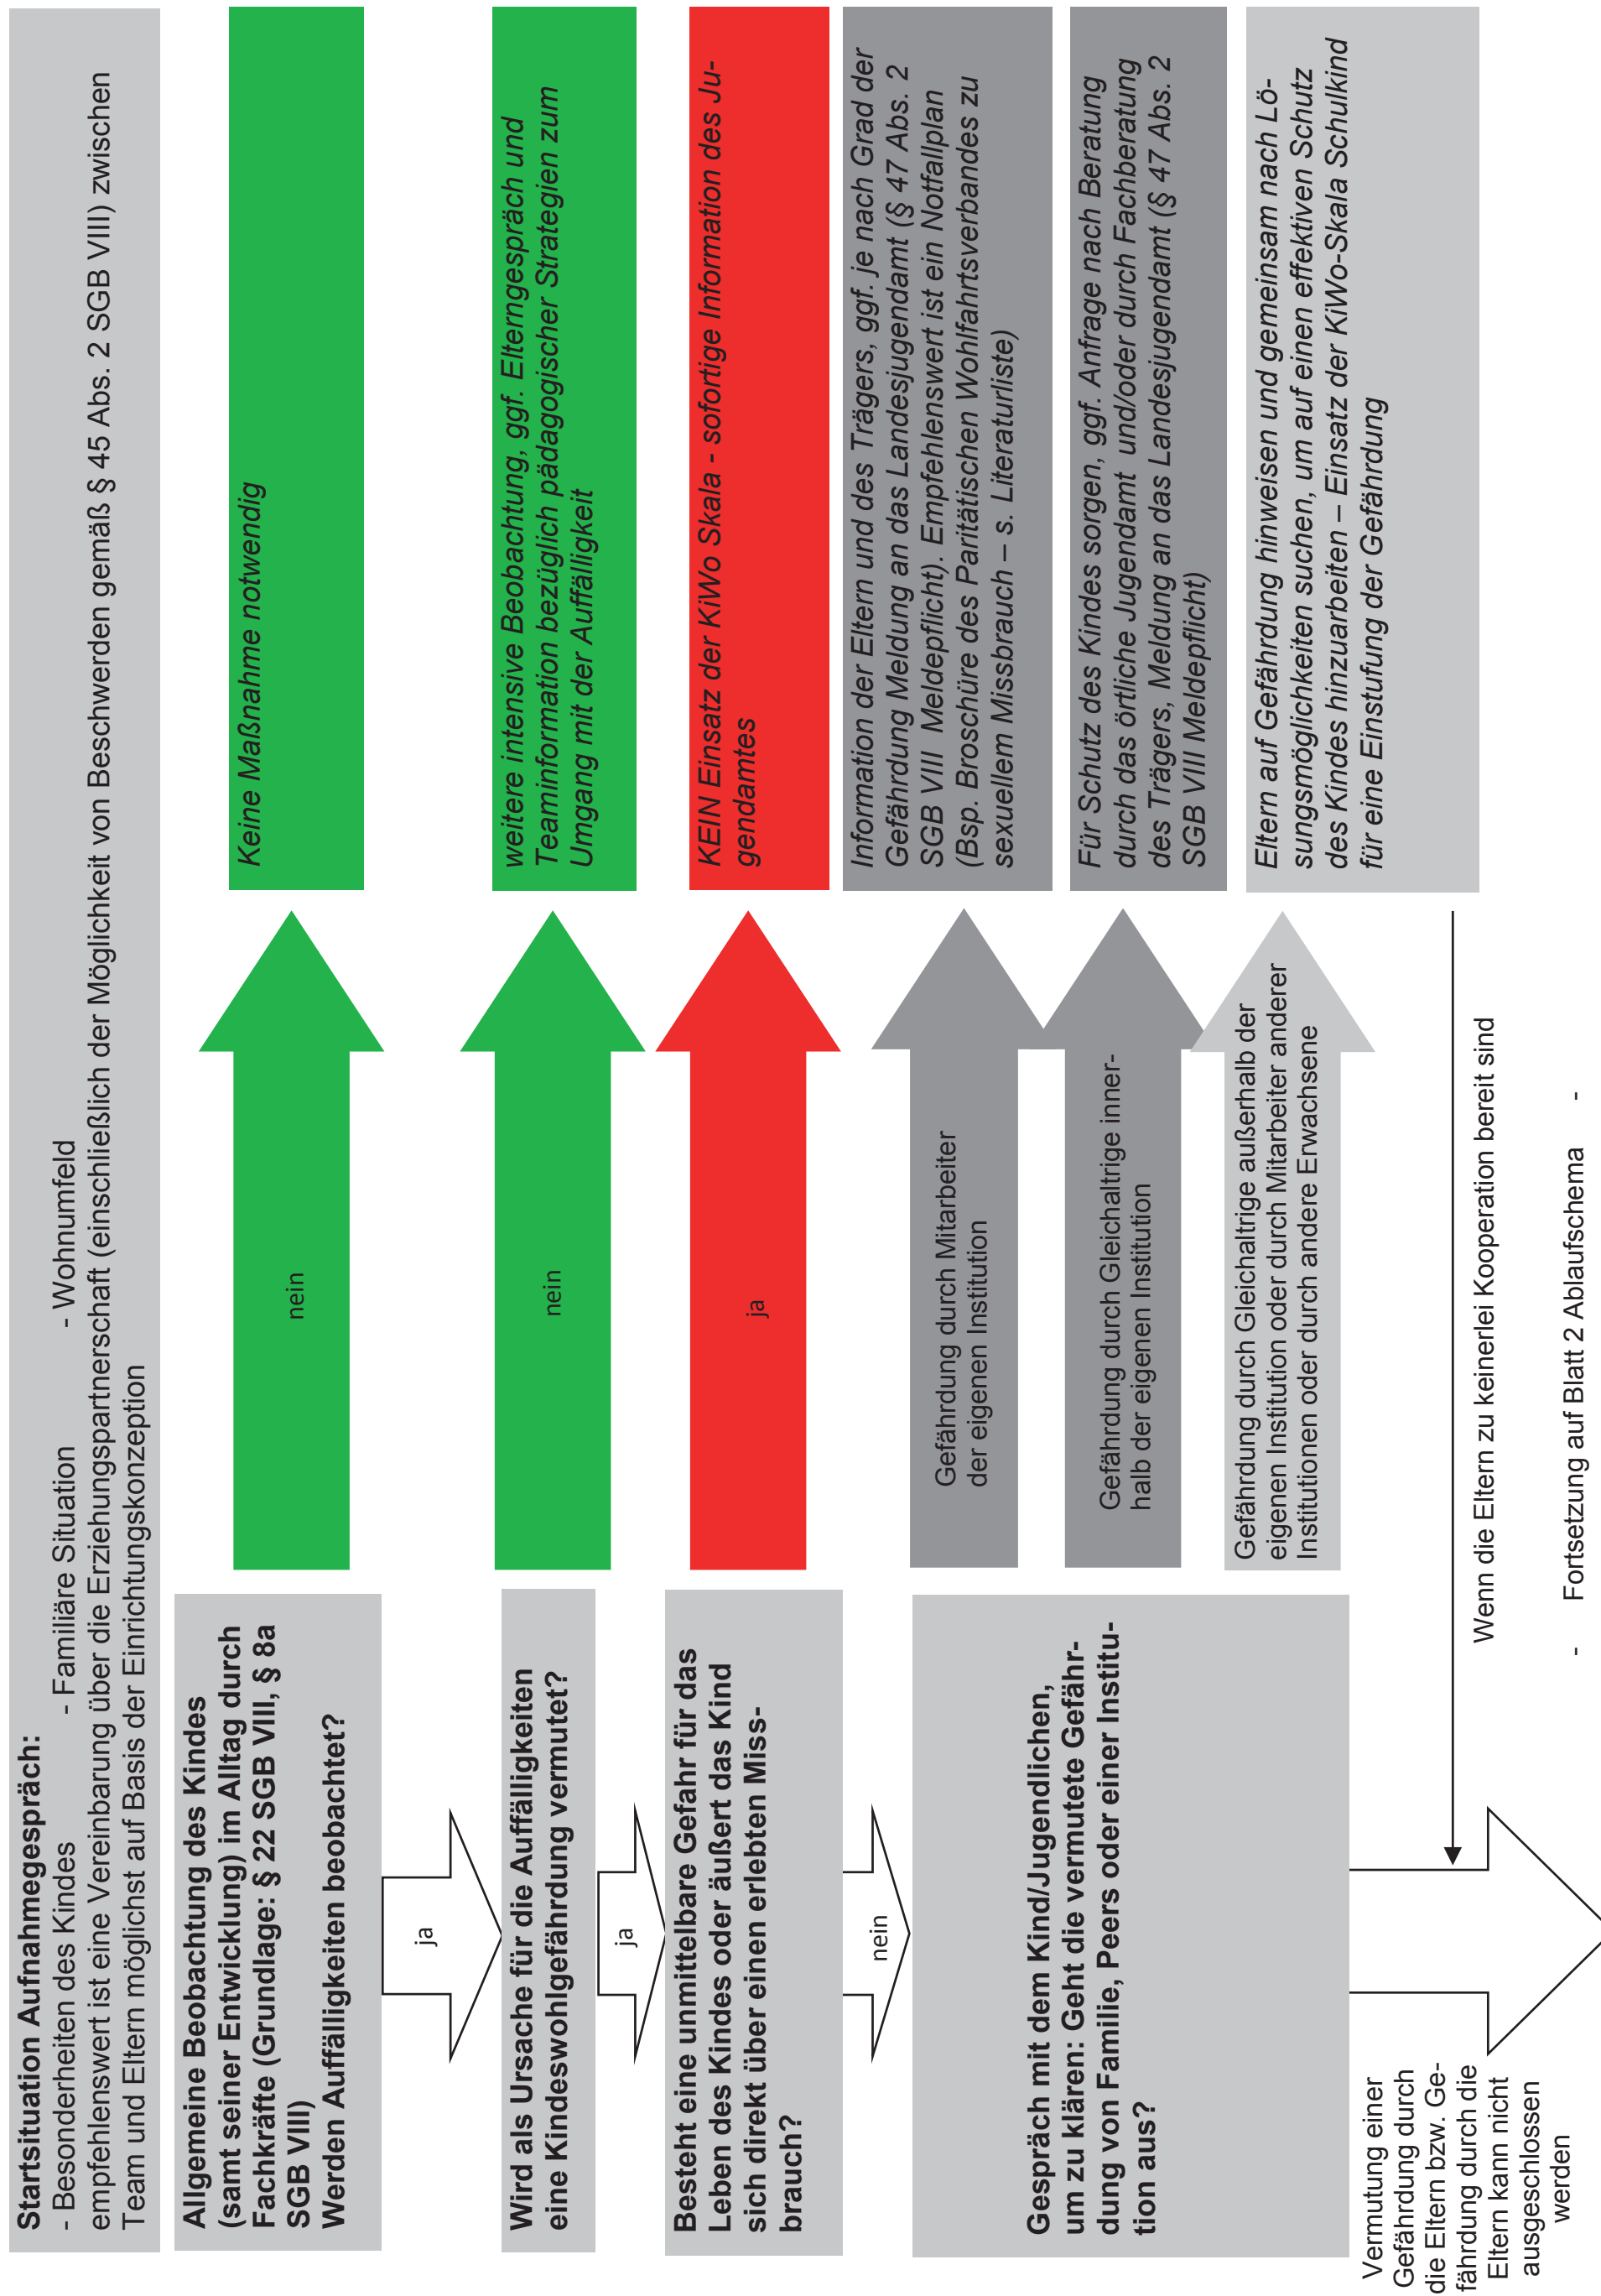 Startsituation Aufnahmegespräch:
- Besonderheiten des Kindes - Familiäre Situation - Wohnumfeld
empfehlenswert ist eine Vereinbarung über die Erziehungspartnerschaft (einschließlich der Möglichkeit von Beschwerden gemäß § 45 Abs. 2 SGB VIII) zwischen
Team und Eltern möglichst auf Basis der Einrichtungskonzeption
Allgemeine Beobachtung des Kindes
(samt seiner Entwicklung) im Alltag durch
Fachkräfte (Grundlage: § 22 SGB VIII, § 8a
SGB VIII)
Werden Auffälligkeiten beobachtet?
nein
Keine Maßnahme notwendig
ja
Wird als Ursache für die Auffälligkeiten
eine Kindeswohlgefährdung vermutet?
nein
weitere intensive Beobachtung, ggf. Elterngespräch und
Teaminformation bezüglich pädagogischer Strategien zum
Umgang mit der Auffälligkeit
ja
Besteht eine unmittelbare Gefahr für das
Leben des Kindes oder äußert das Kind
sich direkt über einen erlebten Miss-
brauch?
ja
KEIN Einsatz der KiWo Skala - sofortige Information des Ju-
gendamtes
nein
Gespräch mit dem Kind/Jugendlichen,
um zu klären: Geht die vermutete Gefähr-
dung von Familie, Peers oder einer Institu-
tion aus?
Gefährdung durch Mitarbeiter
der eigenen Institution
Information der Eltern und des Trägers, ggf. je nach Grad der
Gefährdung Meldung an das Landesjugendamt (§ 47 Abs. 2
SGB VIII Meldepflicht). Empfehlenswert ist ein Notfallplan
(Bsp. Broschüre des Paritätischen Wohlfahrtsverbandes zu
sexuellem Missbrauch – s. Literaturliste)
Gefährdung durch Gleichaltrige inner-
halb der eigenen Institution
Für Schutz des Kindes sorgen, ggf. Anfrage nach Beratung
durch das örtliche Jugendamt und/oder durch Fachberatung
des Trägers, Meldung an das Landesjugendamt (§ 47 Abs. 2
SGB VIII Meldepflicht)
Gefährdung durch Gleichaltrige außerhalb der
eigenen Institution oder durch Mitarbeiter anderer
Institutionen oder durch andere Erwachsene
Eltern auf Gefährdung hinweisen und gemeinsam nach Lö-
sungsmöglichkeiten suchen, um auf einen effektiven Schutz
des Kindes hinzuarbeiten – Einsatz der KiWo-Skala Schulkind
für eine Einstufung der Gefährdung
Vermutung einer
Gefährdung durch
die Eltern bzw. Ge-
fährdung durch die
Eltern kann nicht
ausgeschlossen
werden
Wenn die Eltern zu keinerlei Kooperation bereit sind
- Fortsetzung auf Blatt 2 Ablaufschema -